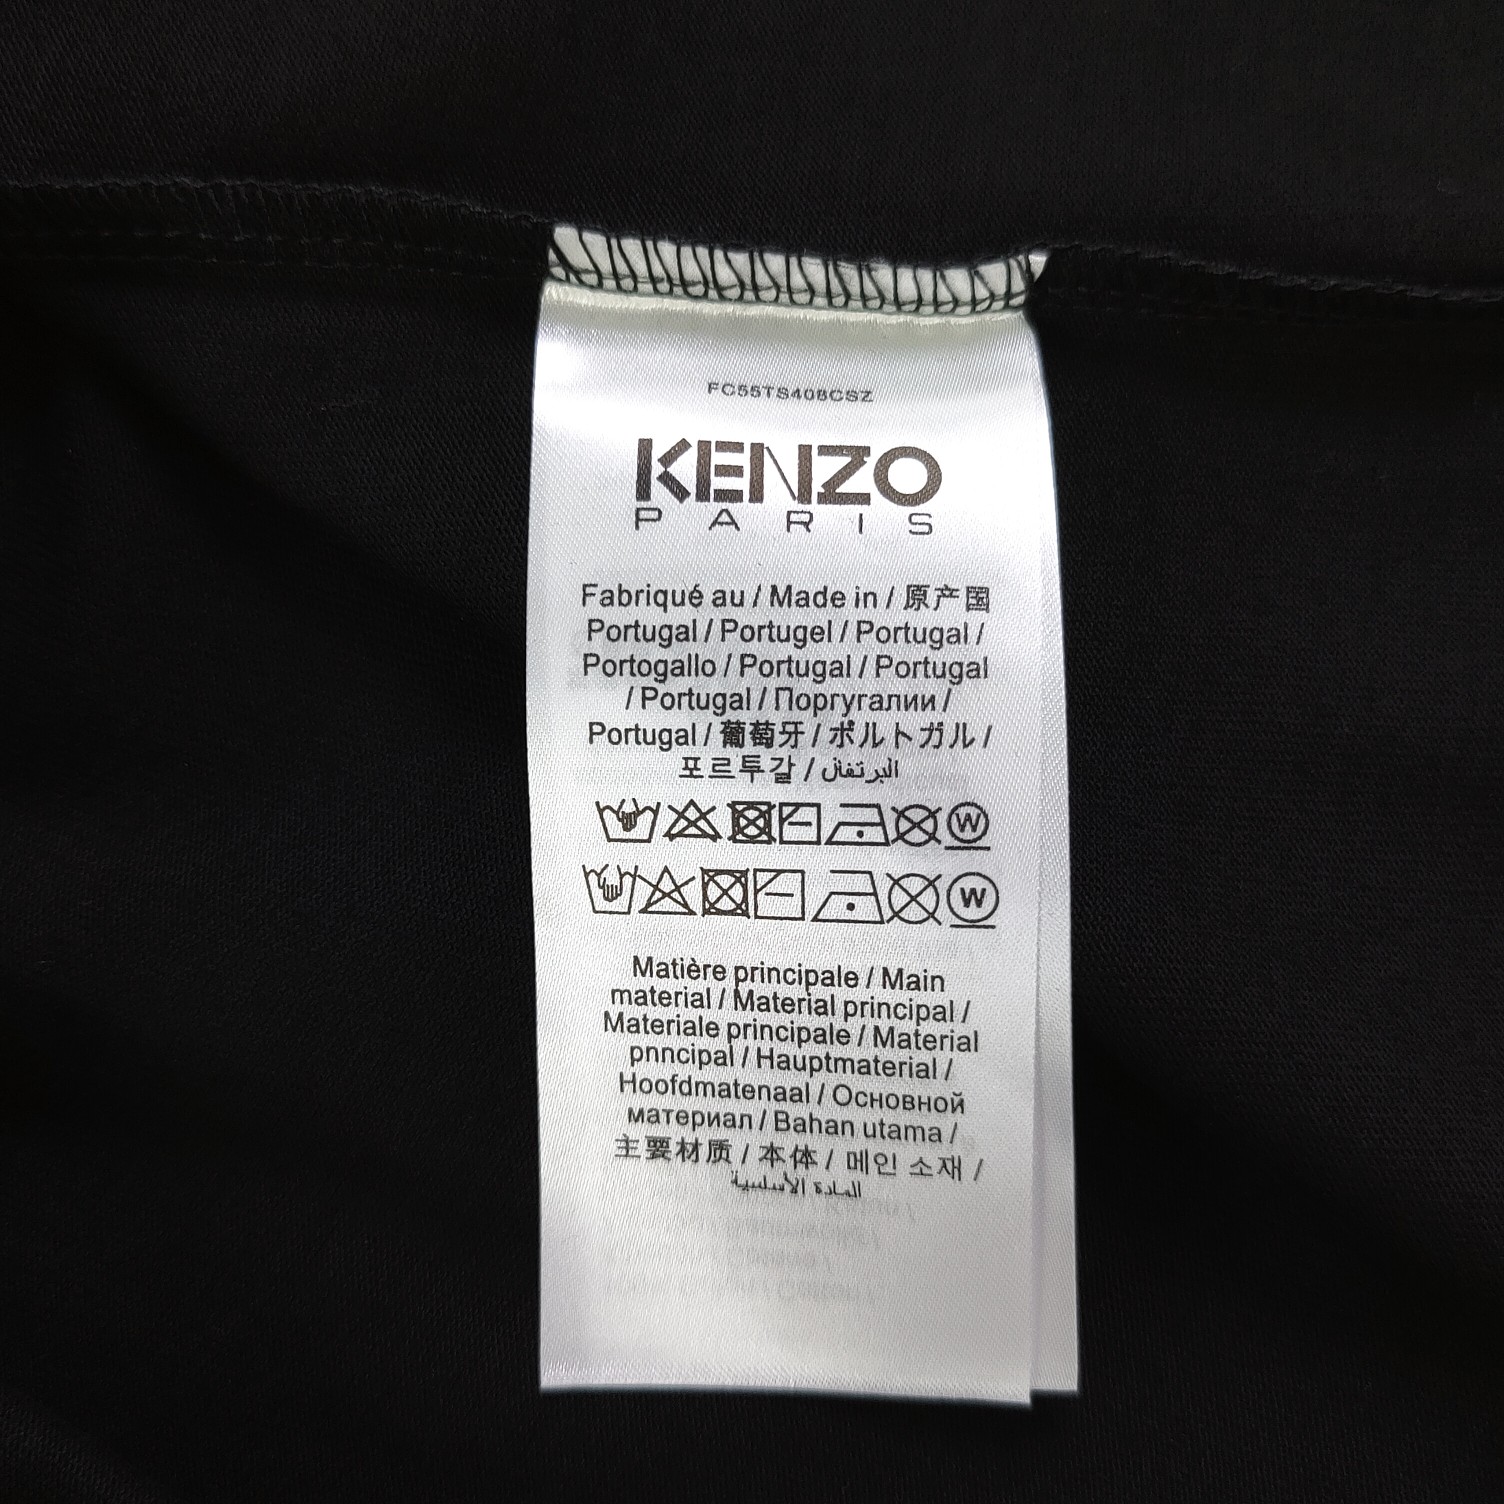 FC55TS408CSZ
KENZO
PARIS
Fabriqué au / Made in / 原产国
Portugal / Portugel / Portugal /
Portogallo / Portugal / Portugal
/ Portugal / Поргугалии /
Portugal / 葡萄牙 / ポルトガル /
포르투갈 / البرتغال
W
W
Matière principale / Main
material / Material principal /
Materiale principale / Material
pnncipal / Hauptmaterial /
Hoofdmatenaal / Основной
материал / Bahan utama /
主要材质 / 本体 / 메인 소재 /
المادة الأساسية